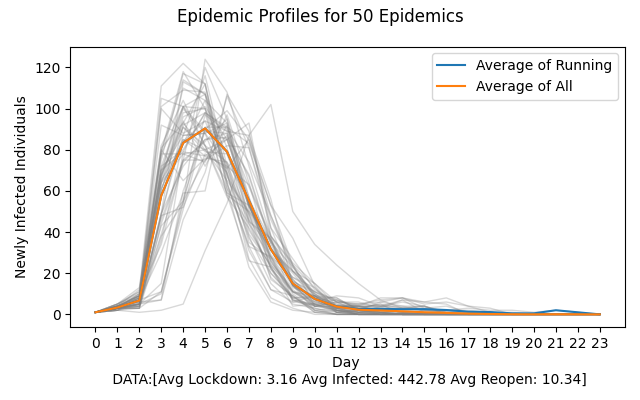 Epidemic Profiles for 50 Epidemics
Average of Running
Average of All
Newly Infected Individuals
120
100
80
60
40
20
0
0 1 2 3 4 5 6 7 8 9 10 11 12 13 14 15 16 17 18 19 20 21 22 23
Day
DATA:[Avg Lockdown: 3.16 Avg Infected: 442.78 Avg Reopen: 10.34]